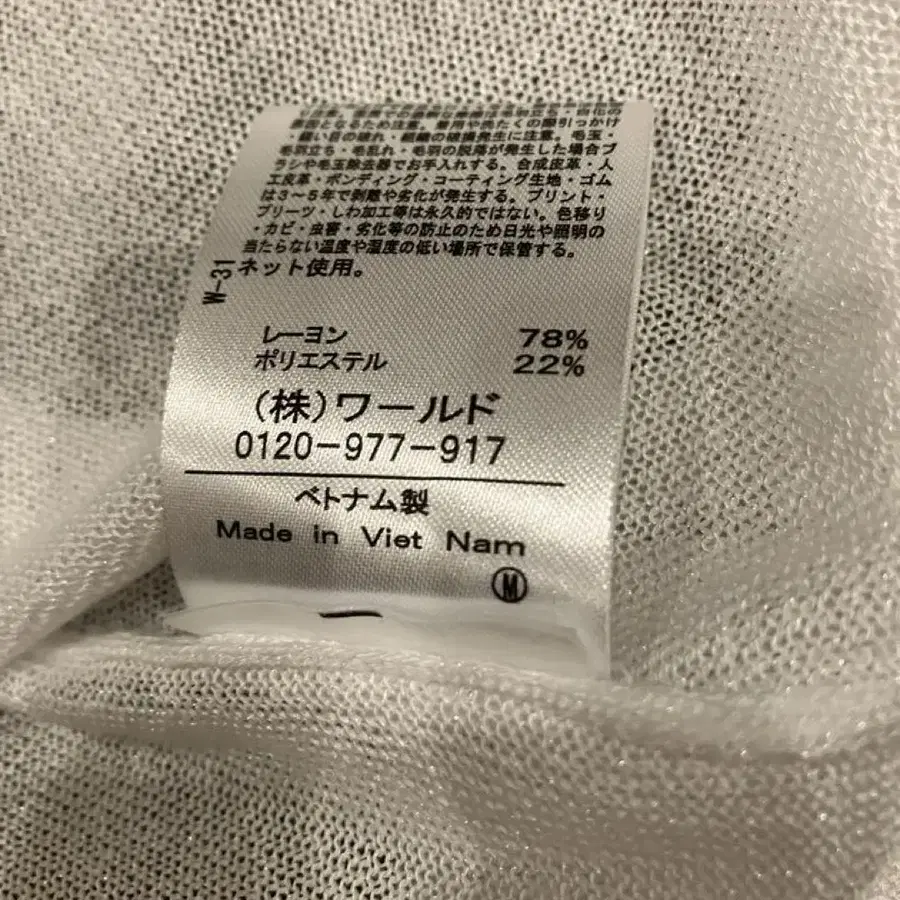 要因となるため注意。着用や洗たくの際引っかけ
・縫い目の破れ・組織の破損発生に注意。毛玉・
毛羽立ち・毛乱れ・毛羽の脱落が発生した場合ブ
ラシや毛玉除去器でお手入れする。合成皮革・人
工皮革・ボンディング・コーティング生地・ゴム
は3〜5年で剥離や劣化が発生する。プリント・
プリーツ・しわ加工等は永久的ではない。色移り
・カビ・虫害・劣化等の防止のため日光や照明の
当たらない温度や湿度の低い場所で保管する。
ネット使用。
W-31
レーヨン 78%
ポリエステル 22%
(株)ワールド
0120-977-917
ベトナム製
Made in Viet Nam
M